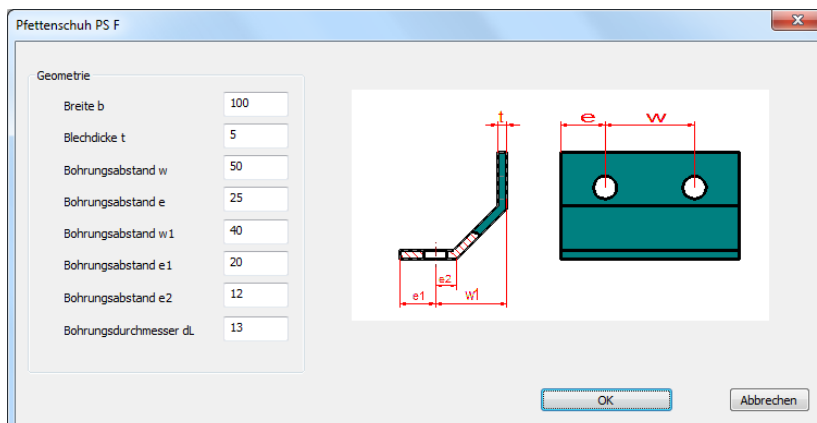 Pfettenschuh PS F
Geometrie
Breite b 100
Blechdicke t 5
Bohrungsabstand w 50
Bohrungsabstand e 25
Bohrungsabstand w1 40
Bohrungsabstand e1 20
Bohrungsabstand e2 12
Bohrungsdurchmesser dL 13
t
e w
e2
e1 w1
OK Abbrechen